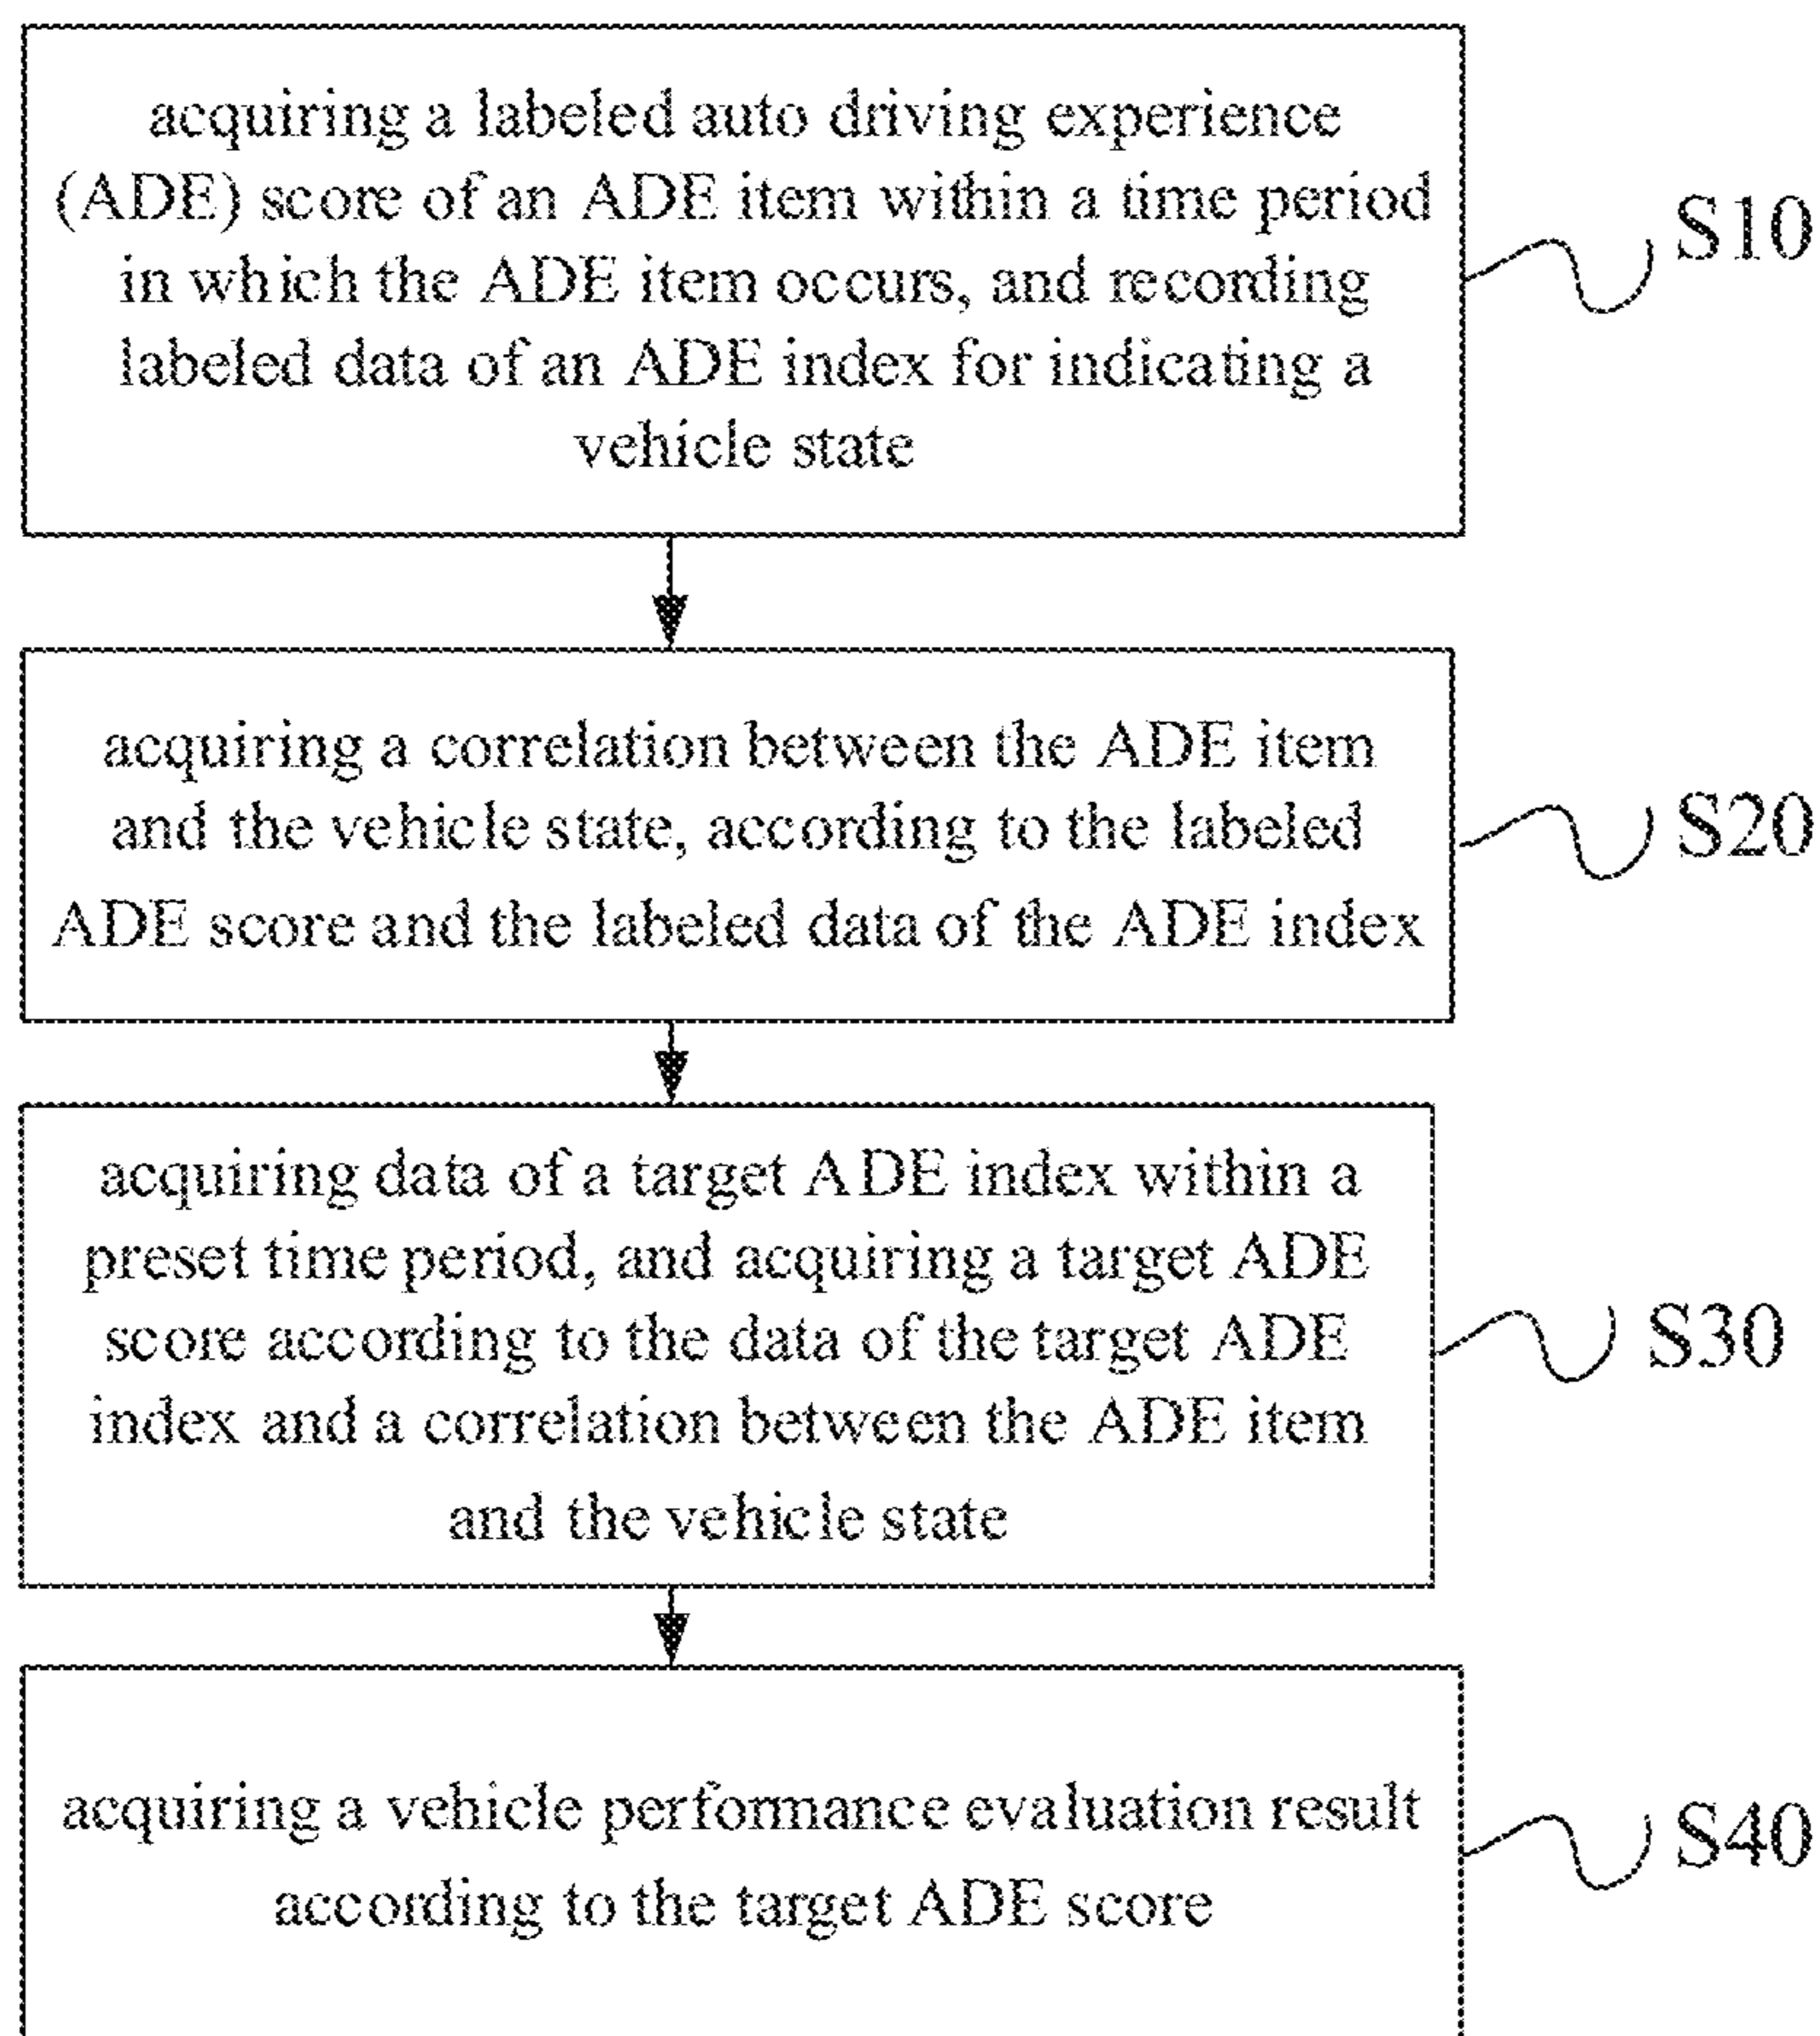 acquiring a labeled auto driving experience
(ADE) score of an ADE item within a time period
in which the ADE item occurs, and recording
labeled data of an ADE index for indicating a
vehicle state
S10
acquiring a correlation between the ADE item
and the vehicle state, according to the labeled
ADE score and the labeled data of the ADE index
S20
acquiring data of a target ADE index within a
preset time period, and acquiring a target ADE
score according to the data of the target ADE
index and a correlation between the ADE item
and the vehicle state
S30
acquiring a vehicle performance evaluation result
according to the target ADE score
S40